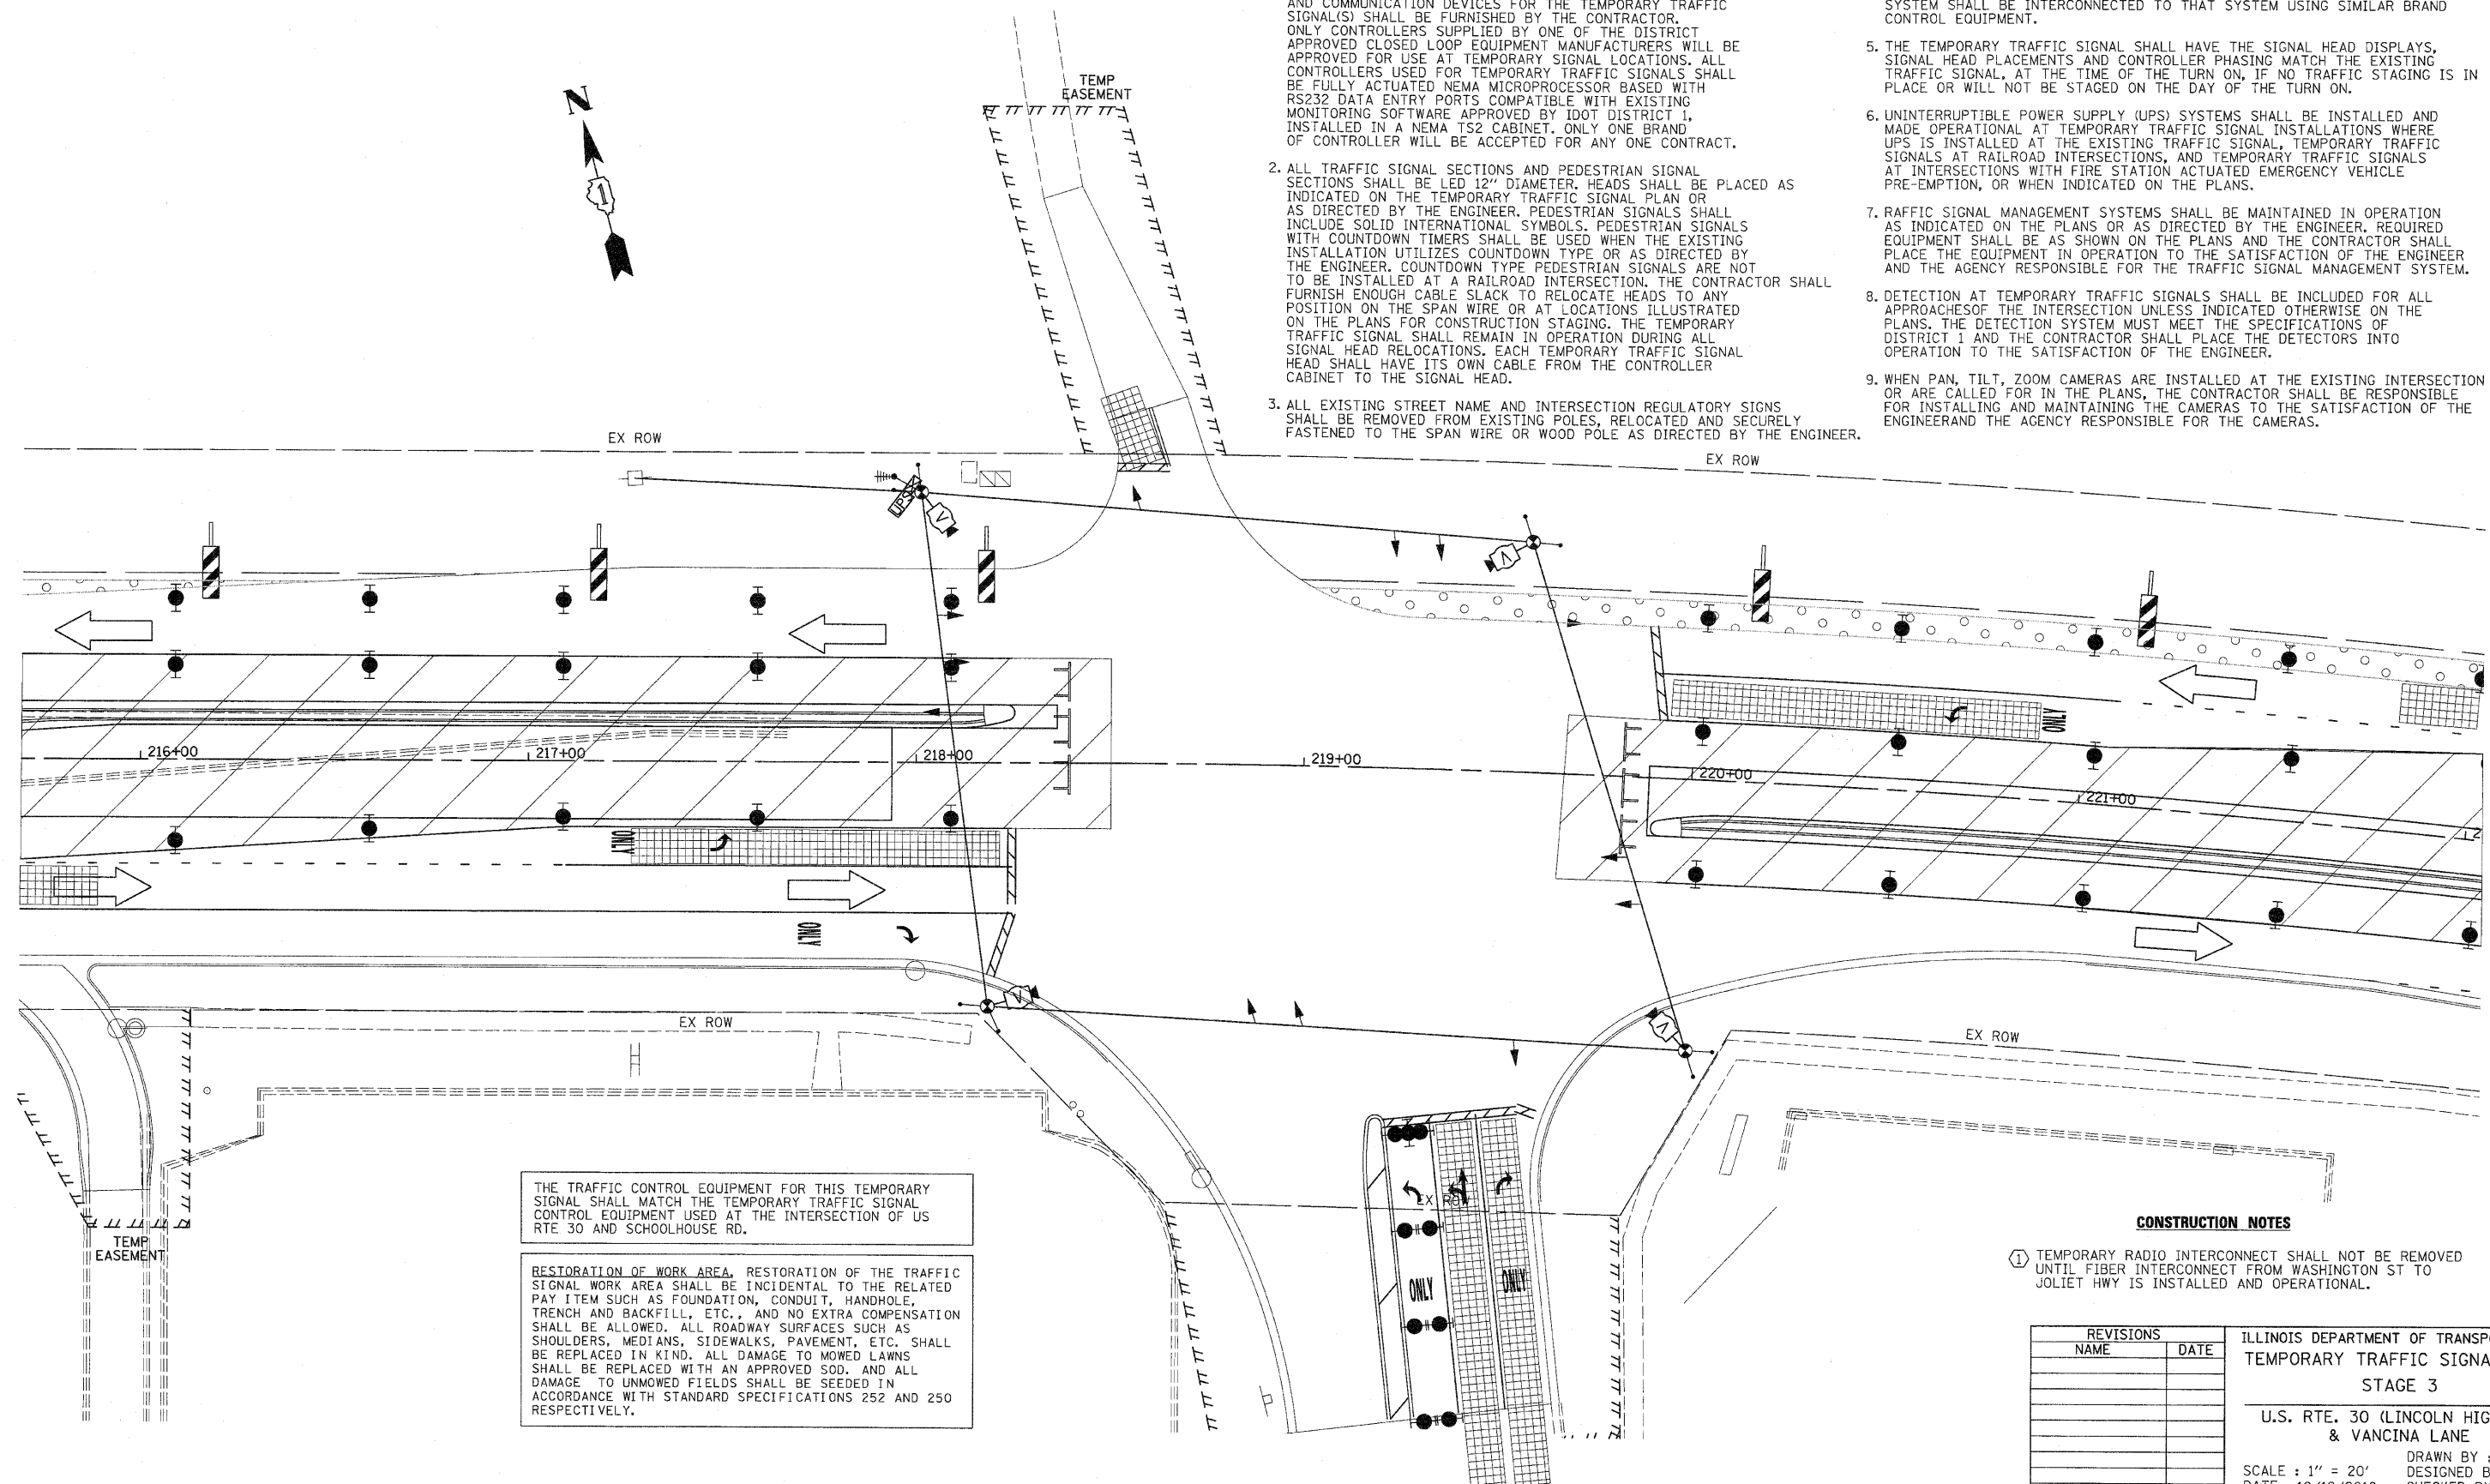 AND COMMUNICATION DEVICES FOR THE TEMPORARY TRAFFIC
SIGNAL(S) SHALL BE FURNISHED BY THE CONTRACTOR.
ONLY CONTROLLERS SUPPLIED BY ONE OF THE DISTRICT
APPROVED CLOSED LOOP EQUIPMENT MANUFACTURERS WILL BE
APPROVED FOR USE AT TEMPORARY SIGNAL LOCATIONS. ALL
CONTROLLERS USED FOR TEMPORARY TRAFFIC SIGNALS SHALL
BE FULLY ACTUATED NEMA MICROPROCESSOR BASED WITH
RS232 DATA ENTRY PORTS COMPATIBLE WITH EXISTING
MONITORING SOFTWARE APPROVED BY IDOT DISTRICT 1,
INSTALLED IN A NEMA TS2 CABINET. ONLY ONE BRAND
OF CONTROLLER WILL BE ACCEPTED FOR ANY ONE CONTRACT.
2. ALL TRAFFIC SIGNAL SECTIONS AND PEDESTRIAN SIGNAL
SECTIONS SHALL BE LED 12" DIAMETER. HEADS SHALL BE PLACED AS
INDICATED ON THE TEMPORARY TRAFFIC SIGNAL PLAN OR
AS DIRECTED BY THE ENGINEER. PEDESTRIAN SIGNALS SHALL
INCLUDE SOLID INTERNATIONAL SYMBOLS. PEDESTRIAN SIGNALS
WITH COUNTDOWN TIMERS SHALL BE USED WHEN THE EXISTING
INSTALLATION UTILIZES COUNTDOWN TYPE OR AS DIRECTED BY
THE ENGINEER. COUNTDOWN TYPE PEDESTRIAN SIGNALS ARE NOT
TO BE INSTALLED AT A RAILROAD INTERSECTION. THE CONTRACTOR SHALL
FURNISH ENOUGH CABLE SLACK TO RELOCATE HEADS TO ANY
POSITION ON THE SPAN WIRE OR AT LOCATIONS ILLUSTRATED
ON THE PLANS FOR CONSTRUCTION STAGING. THE TEMPORARY
TRAFFIC SIGNAL SHALL REMAIN IN OPERATION DURING ALL
SIGNAL HEAD RELOCATIONS. EACH TEMPORARY TRAFFIC SIGNAL
HEAD SHALL HAVE ITS OWN CABLE FROM THE CONTROLLER
CABINET TO THE SIGNAL HEAD.
3. ALL EXISTING STREET NAME AND INTERSECTION REGULATORY SIGNS
SHALL BE REMOVED FROM EXISTING POLES, RELOCATED AND SECURELY
FASTENED TO THE SPAN WIRE OR WOOD POLE AS DIRECTED BY THE ENGINEER.
SYSTEM SHALL BE INTERCONNECTED TO THAT SYSTEM USING SIMILAR BRAND
CONTROL EQUIPMENT.
5. THE TEMPORARY TRAFFIC SIGNAL SHALL HAVE THE SIGNAL HEAD DISPLAYS,
SIGNAL HEAD PLACEMENTS AND CONTROLLER PHASING MATCH THE EXISTING
TRAFFIC SIGNAL, AT THE TIME OF THE TURN ON, IF NO TRAFFIC STAGING IS IN
PLACE OR WILL NOT BE STAGED ON THE DAY OF THE TURN ON.
6. UNINTERRUPTIBLE POWER SUPPLY (UPS) SYSTEMS SHALL BE INSTALLED AND
MADE OPERATIONAL AT TEMPORARY TRAFFIC SIGNAL INSTALLATIONS WHERE
UPS IS INSTALLED AT THE EXISTING TRAFFIC SIGNAL, TEMPORARY TRAFFIC
SIGNALS AT RAILROAD INTERSECTIONS, AND TEMPORARY TRAFFIC SIGNALS
AT INTERSECTIONS WITH FIRE STATION ACTUATED EMERGENCY VEHICLE
PRE-EMPTION, OR WHEN INDICATED ON THE PLANS.
7. RAFFIC SIGNAL MANAGEMENT SYSTEMS SHALL BE MAINTAINED IN OPERATION
AS INDICATED ON THE PLANS OR AS DIRECTED BY THE ENGINEER. REQUIRED
EQUIPMENT SHALL BE AS SHOWN ON THE PLANS AND THE CONTRACTOR SHALL
PLACE THE EQUIPMENT IN OPERATION TO THE SATISFACTION OF THE ENGINEER
AND THE AGENCY RESPONSIBLE FOR THE TRAFFIC SIGNAL MANAGEMENT SYSTEM.
8. DETECTION AT TEMPORARY TRAFFIC SIGNALS SHALL BE INCLUDED FOR ALL
APPROACHESOF THE INTERSECTION UNLESS INDICATED OTHERWISE ON THE
PLANS. THE DETECTION SYSTEM MUST MEET THE SPECIFICATIONS OF
DISTRICT 1 AND THE CONTRACTOR SHALL PLACE THE DETECTORS INTO
OPERATION TO THE SATISFACTION OF THE ENGINEER.
9. WHEN PAN, TILT, ZOOM CAMERAS ARE INSTALLED AT THE EXISTING INTERSECTION
OR ARE CALLED FOR IN THE PLANS, THE CONTRACTOR SHALL BE RESPONSIBLE
FOR INSTALLING AND MAINTAINING THE CAMERAS TO THE SATISFACTION OF THE
ENGINEERAND THE AGENCY RESPONSIBLE FOR THE CAMERAS.
N
1
TEMP
EASEMENT
EX ROW
EX ROW
UPS
V
V
216+00
217+00
218+00
219+00
220+00
221+00
ONLY
ONLY
ONLY
V
V
EX ROW
EX ROW
EX ROW
ONLY
ONLY
TEMP
EASEMENT
THE TRAFFIC CONTROL EQUIPMENT FOR THIS TEMPORARY
SIGNAL SHALL MATCH THE TEMPORARY TRAFFIC SIGNAL
CONTROL EQUIPMENT USED AT THE INTERSECTION OF US
RTE 30 AND SCHOOLHOUSE RD.
RESTORATION OF WORK AREA. RESTORATION OF THE TRAFFIC
SIGNAL WORK AREA SHALL BE INCIDENTAL TO THE RELATED
PAY ITEM SUCH AS FOUNDATION, CONDUIT, HANDHOLE,
TRENCH AND BACKFILL, ETC., AND NO EXTRA COMPENSATION
SHALL BE ALLOWED. ALL ROADWAY SURFACES SUCH AS
SHOULDERS, MEDIANS, SIDEWALKS, PAVEMENT, ETC. SHALL
BE REPLACED IN KIND. ALL DAMAGE TO MOWED LAWNS
SHALL BE REPLACED WITH AN APPROVED SOD. AND ALL
DAMAGE TO UNMOWED FIELDS SHALL BE SEEDED IN
ACCORDANCE WITH STANDARD SPECIFICATIONS 252 AND 250
RESPECTIVELY.
CONSTRUCTION NOTES
1 TEMPORARY RADIO INTERCONNECT SHALL NOT BE REMOVED
UNTIL FIBER INTERCONNECT FROM WASHINGTON ST TO
JOLIET HWY IS INSTALLED AND OPERATIONAL.
REVISIONS
NAME DATE
ILLINOIS DEPARTMENT OF
TEMPORARY TRAFFIC
STAGE 3
U.S. RTE. 30 (LINCOLN
& VANCINA LANE
DRAWN BY
SCALE : 1" = 20'
DESIGNED